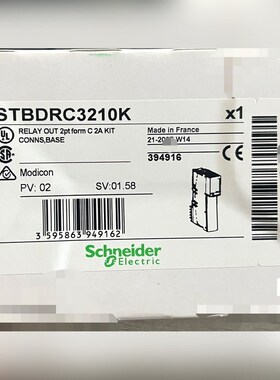 STBDRC3210K
x1
RELAY OUT 2pt form C 2A KIT
CONNS,BASE
Made in France
394916
Modicon
PV: 02
SV:01.58
3 595863 949162
Schneider
Electric